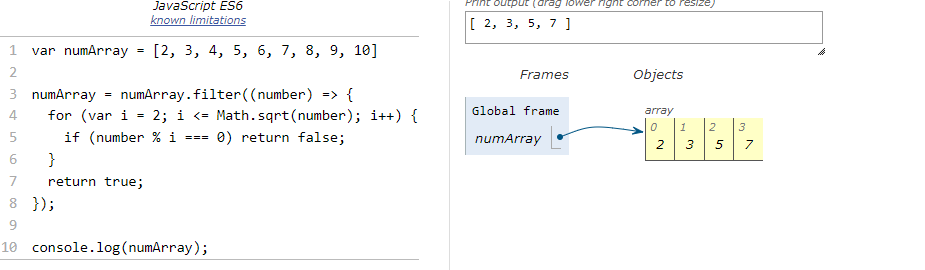 JavaScript ES6
known limitations
1 var numArray = [2, 3, 4, 5, 6, 7, 8, 9, 10]
2
3 numArray = numArray.filter((number) => {
4   for (var i = 2; i <= Math.sqrt(number); i++) {
5     if (number % i === 0) return false;
6   }
7   return true;
8 });
9
10 console.log(numArray);
Print output (drag lower right corner to resize)
[ 2, 3, 5, 7 ]
Frames Objects
Global frame
numArray
array
0 1 2 3
2 3 5 7